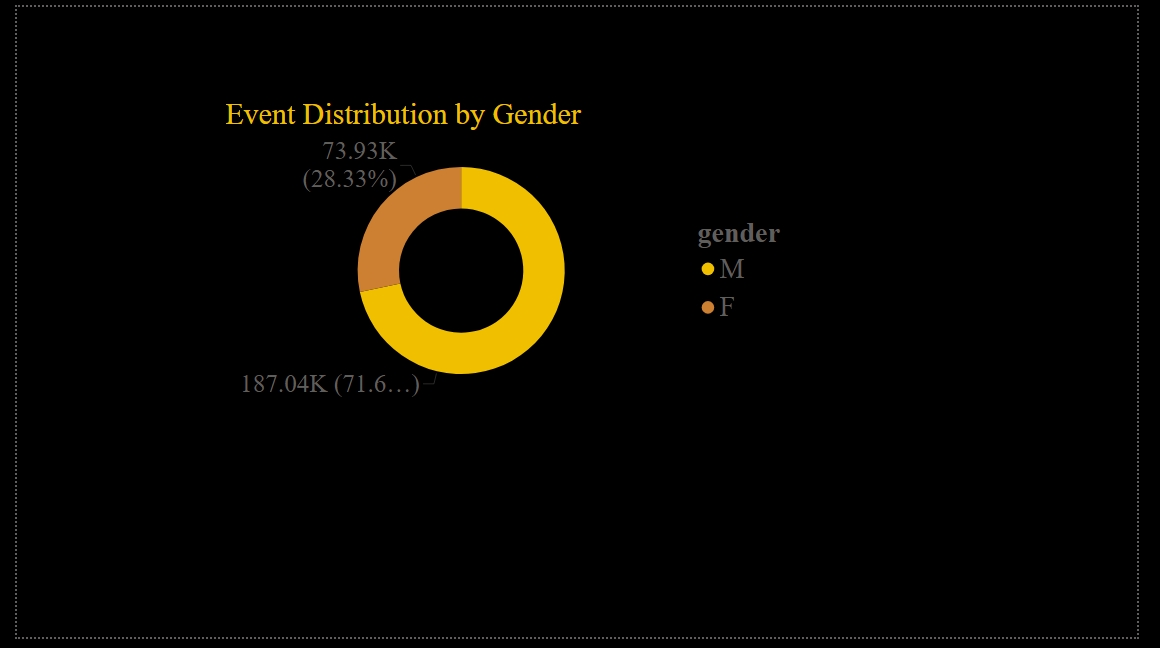 Event Distribution by Gender
73.93K
(28.33%)
gender
M
F
187.04K (71.6…)